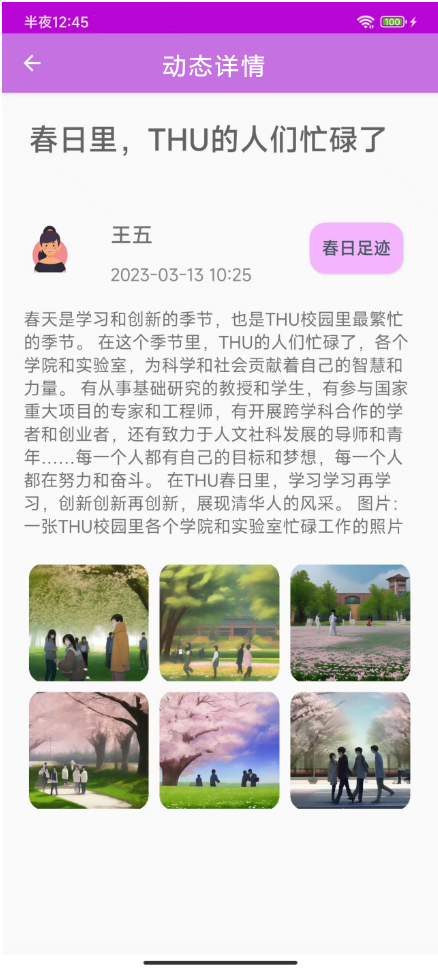 半夜12:45
100
动态详情
春日里，THU的人们忙碌了
王五
2023-03-13 10:25
春日足迹
春天是学习和创新的季节，也是THU校园里最繁忙
的季节。 在这个季节里，THU的人们忙碌了，各个
学院和实验室，为科学和社会贡献着自己的智慧和
力量。 有从事基础研究的教授和学生，有参与国家
重大项目的专家和工程师，有开展跨学科合作的学
者和创业者，还有致力于人文社科发展的导师和青
年……每一个人都有自己的目标和梦想，每一个人
都在努力和奋斗。 在THU春日里，学习学习再学
习，创新创新再创新，展现清华人的风采。 图片：
一张THU校园里各个学院和实验室忙碌工作的照片